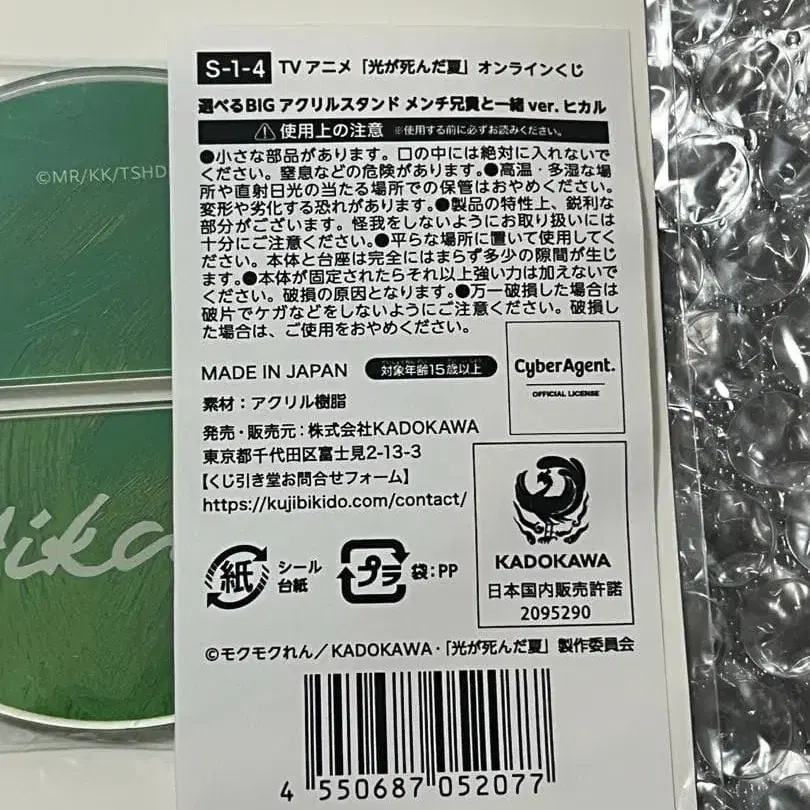 ©MR/KK/TSHD
S-1-4 TVアニメ「光が死んだ夏」オンラインくじ
選べるBIG アクリルスタンド メンチ兄貴と一緒 ver. ヒカル
⚠使用上の注意 ※使用する前に必ずお読みください。
●小さな部品があります。口の中には絶対に入れないで
ください。窒息などの危険があります。●高温・多湿な場
所や直射日光の当たる場所での保管はおやめください。
変形や劣化する恐れがあります。●製品の特性上、鋭利な
部分がございます。怪我をしないようにお取り扱いには
十分にご注意ください。●平らな場所に置いて使用してく
ださい。本体と台座は完全にはまらず多少の隙間が生じ
ます。●本体が固定されたらそれ以上強い力は加えないで
ください。破損の原因となります。●万一破損した場合は
破片でケガなどをしないようにご注意ください。破損し
た場合は、ご使用をおやめください。
MADE IN JAPAN 対象年齢15歳以上
CyberAgent.
OFFICIAL LICENSE
素材：アクリル樹脂
発売・販売元：株式会社KADOKAWA
東京都千代田区富士見2-13-3
【くじ引き堂お問合せフォーム】
https://kujibikido.com/contact/
KADOKAWA
日本国内販売許諾
2095290
紙 シール
台紙
プラ 袋：PP
©モクモクれん／KADOKAWA・「光が死んだ夏」製作委員会
4 550687 052077